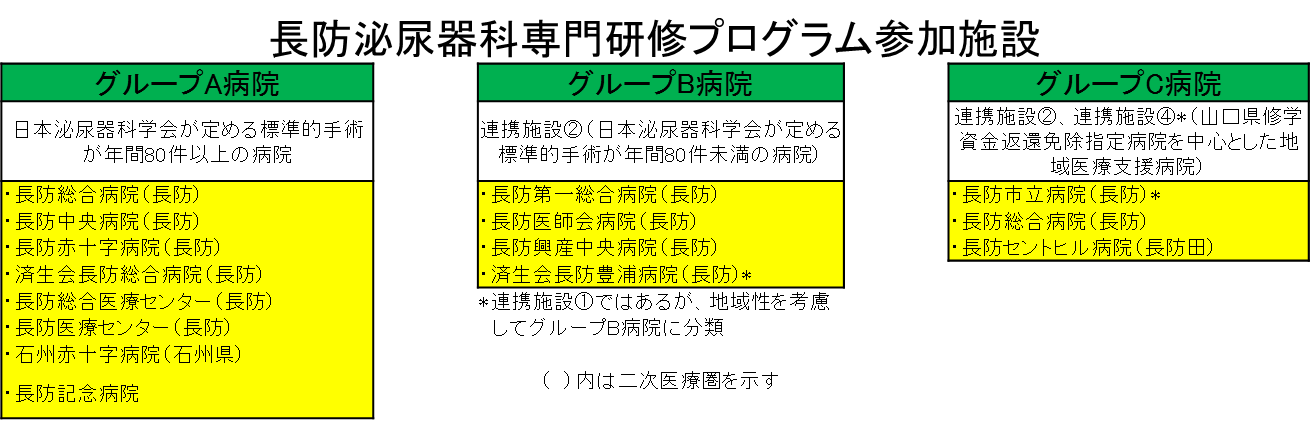 長防泌尿器科専門研修プログラム参加施設
グループA病院
日本泌尿器科学会が定める標準的手術
が年間80件以上の病院
・長防総合病院(長防)
・長防中央病院(長防)
・長防赤十字病院(長防)
・済生会長防総合病院(長防)
・長防総合医療センター(長防)
・長防医療センター(長防)
・石州赤十字病院(石州県)
・長防記念病院
グループB病院
連携施設②(日本泌尿器科学会が定める
標準的手術が年間80件未満の病院)
・長防第一総合病院(長防)
・長防医師会病院(長防)
・長防興産中央病院(長防)
・済生会長防豊浦病院(長防)*
*連携施設①ではあるが、地域性を考慮
してグループB病院に分類
( )内は二次医療圏を示す
グループC病院
連携施設②、連携施設④*(山口県修学
資金返還免除指定病院を中心とした地
域医療支援病院)
・長防市立病院(長防)*
・長防総合病院(長防)
・長防セントヒル病院(長防田)